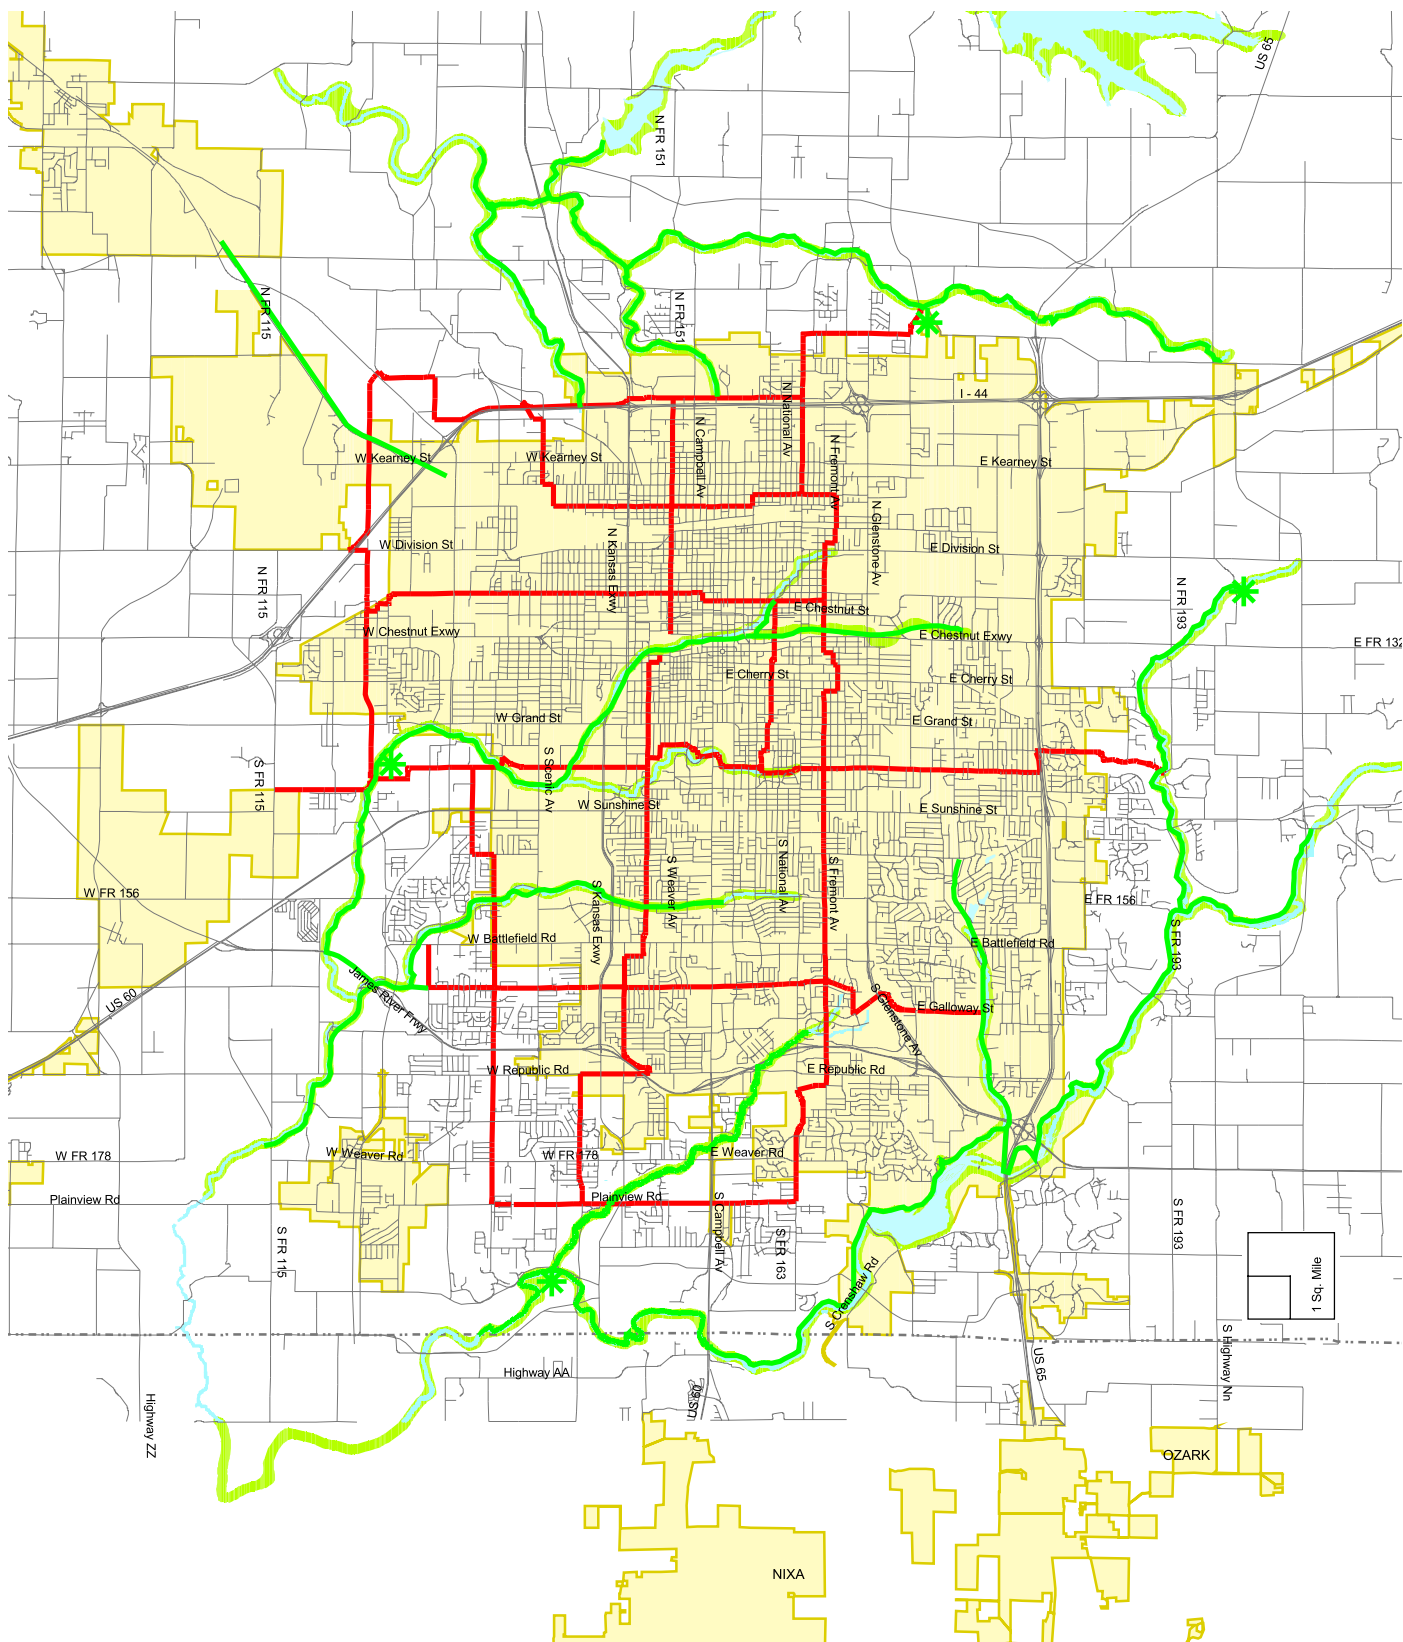 US 65
N FR 151
N FR 115
N FR 151
I - 44
N National Av
N Campbell Av
N Fremont Av
W Kearney St
W Kearney St
E Kearney St
N Glenstone Av
W Division St
N Kansas Exwy
E Division St
N FR 115
N FR 193
E Chestnut St
W Chestnut Exwy
E Chestnut Exwy
E FR 132
E Cherry St
E Cherry St
W Grand St
E Grand St
S FR 115
S Scenic Av
W Sunshine St
E Sunshine St
S Weaver Av
S National Av
S Fremont Av
W FR 156
S Kansas Exwy
E FR 156
W Battlefield Rd
E Battlefield Rd
S FR 193
US 60
James River Frwy
S Glenstone Av
E Galloway St
W Republic Rd
E Republic Rd
W FR 178
W Weaver Rd
W FR 178
E Weaver Rd
Plainview Rd
Plainview Rd
S FR 115
S Campbell Av
S FR 163
S FR 193
S Crenshaw Rd
1 Sq. Mile
US 65
S Highway Nn
Highway AA
US 60
Highway ZZ
OZARK
NIXA